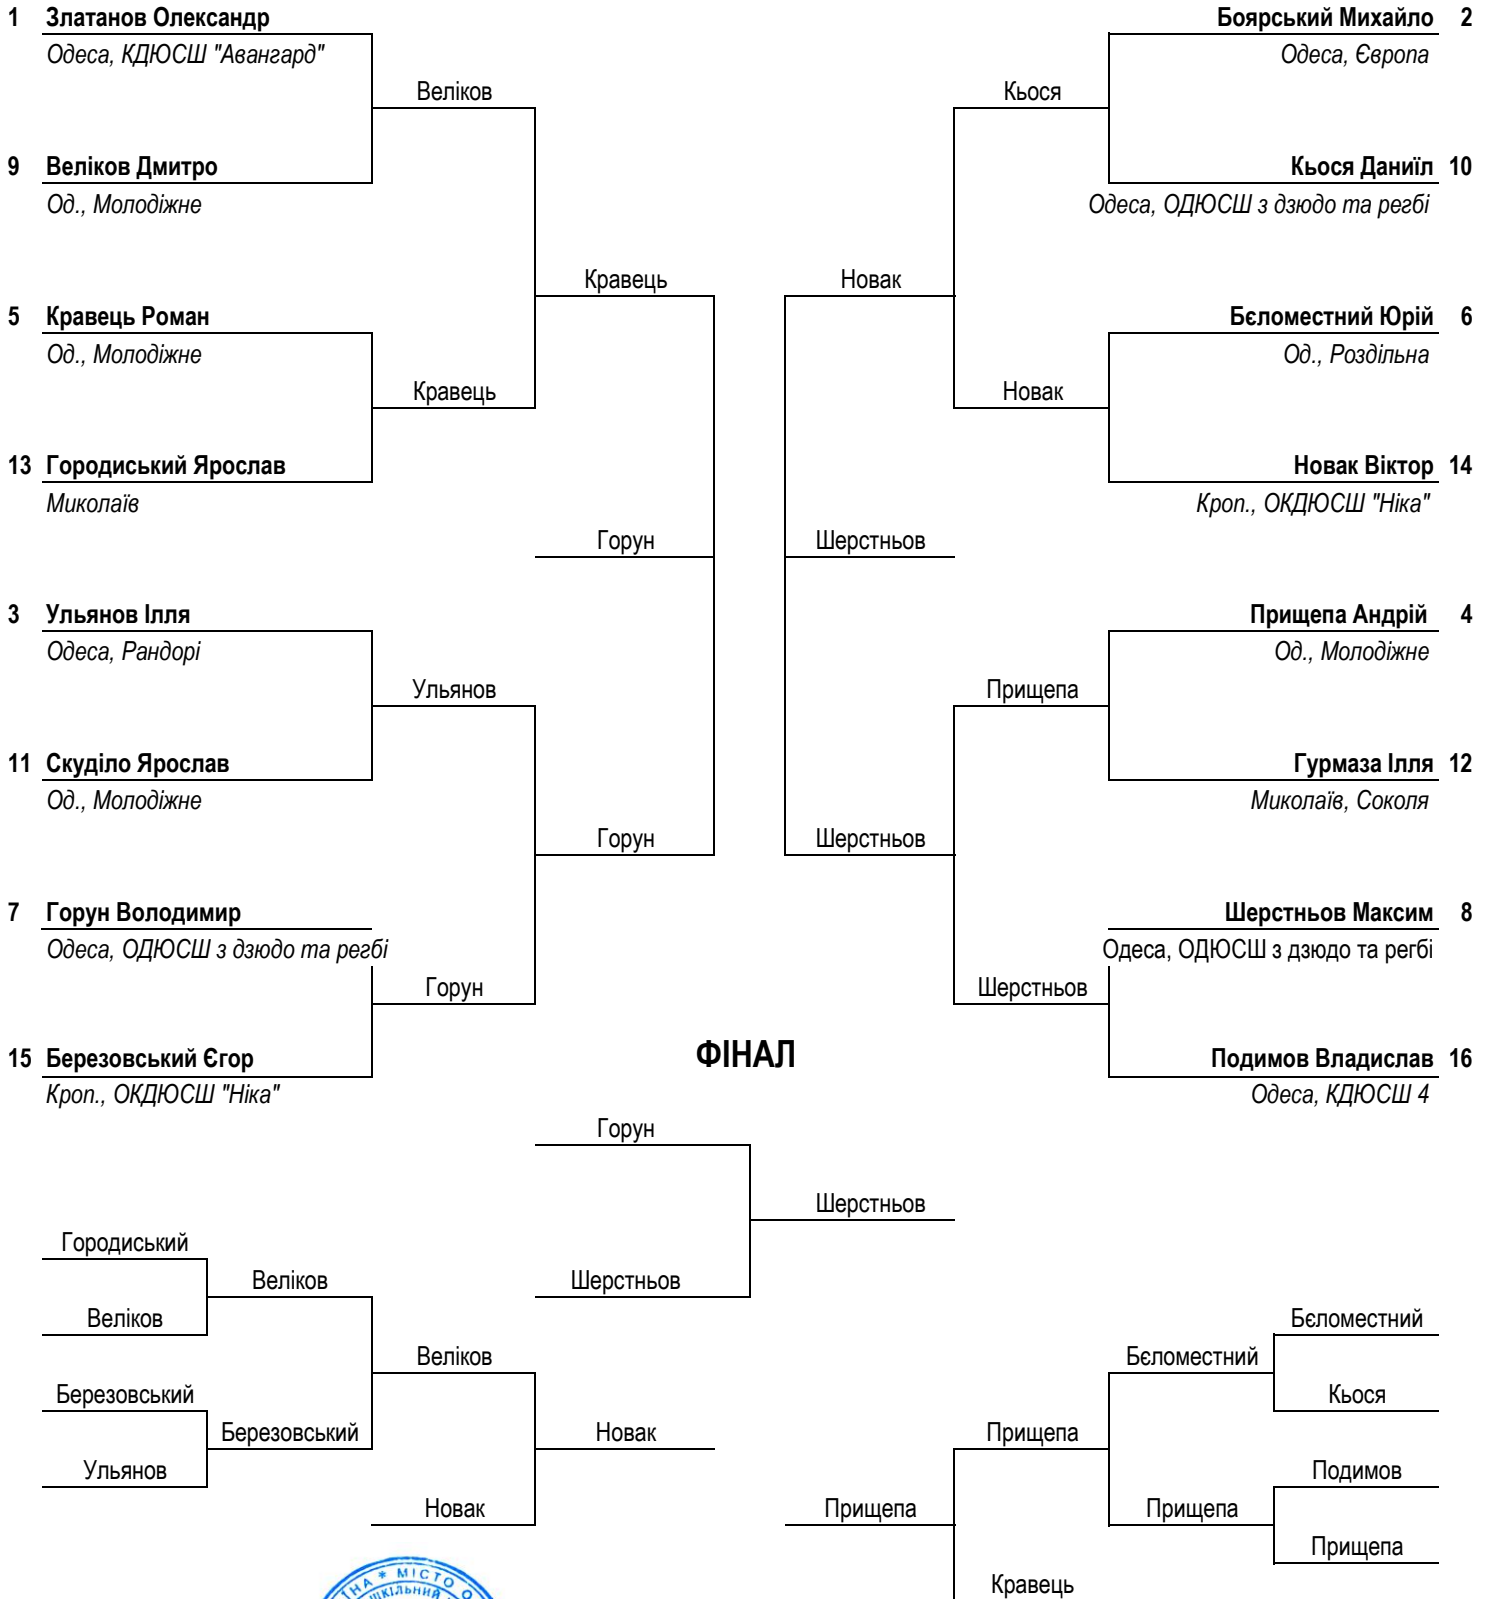 1 Златанов Олександр
Боярський Михайло 2
Одеса, КДЮСШ "Авангард"
Одеса, Європа
Веліков
Кьося
9 Веліков Дмитро
Кьося Даниїл 10
Од., Молодіжне
Одеса, ОДЮСШ з дзюдо та регбі
Кравець
Новак
5 Кравець Роман
Бєломестний Юрій 6
Од., Молодіжне
Од., Роздільна
Кравець
Новак
13 Городиський Ярослав
Новак Віктор 14
Миколаїв
Кроп., ОКДЮСШ "Ніка"
Горун
Шерстньов
3 Ульянов Ілля
Прищепа Андрій 4
Одеса, Рандорі
Од., Молодіжне
Ульянов
Прищепа
11 Скуділо Ярослав
Гурмаза Ілля 12
Од., Молодіжне
Миколаїв, Соколя
Горун
Шерстньов
7 Горун Володимир
Шерстньов Максим 8
Одеса, ОДЮСШ з дзюдо та регбі
Одеса, ОДЮСШ з дзюдо та регбі
Горун
Шерстньов
15 Березовський Єгор
ФІНАЛ
Подимов Владислав 16
Кроп., ОКДЮСШ "Ніка"
Одеса, КДЮСШ 4
Горун
Шерстньов
Городиський
Веліков
Шерстньов
Веліков
Бєломестний
Веліков
Бєломестний
Березовський
Кьося
Березовський
Новак
Прищепа
Ульянов
Подимов
Новак
Прищепа
Прищепа
Прищепа
Кравець
* МІСТО